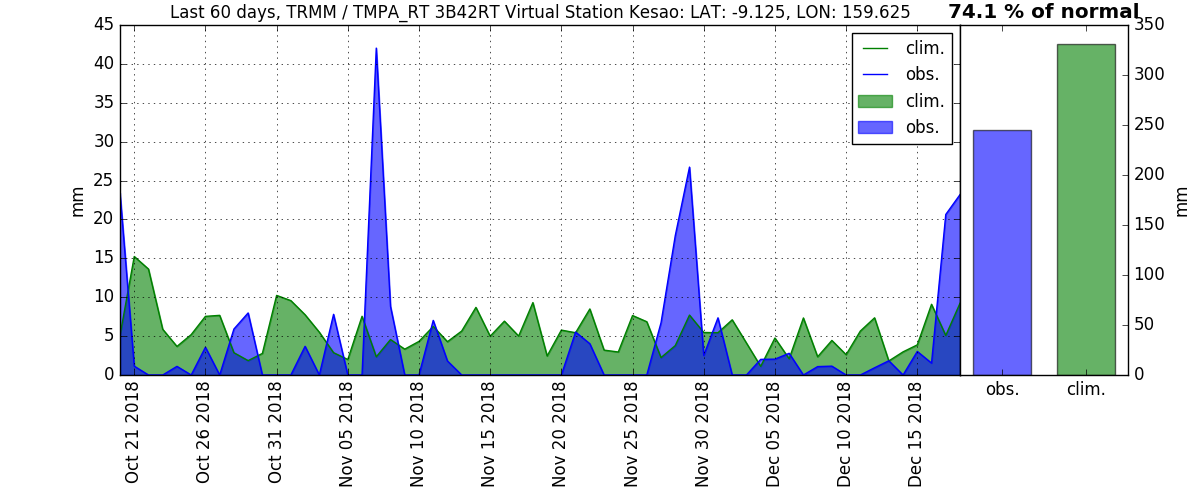 Last 60 days, TRMM / TMPA_RT 3B42RT Virtual Station Kesao: LAT: -9.125, LON: 159.625
74.1 % of normal
45
40
35
30
25
20
15
10
5
0
mm
clim.
obs.
clim.
obs.
Oct 21 2018
Oct 26 2018
Oct 31 2018
Nov 05 2018
Nov 10 2018
Nov 15 2018
Nov 20 2018
Nov 25 2018
Nov 30 2018
Dec 05 2018
Dec 10 2018
Dec 15 2018
350
300
250
200
150
100
50
0
mm
obs.
clim.